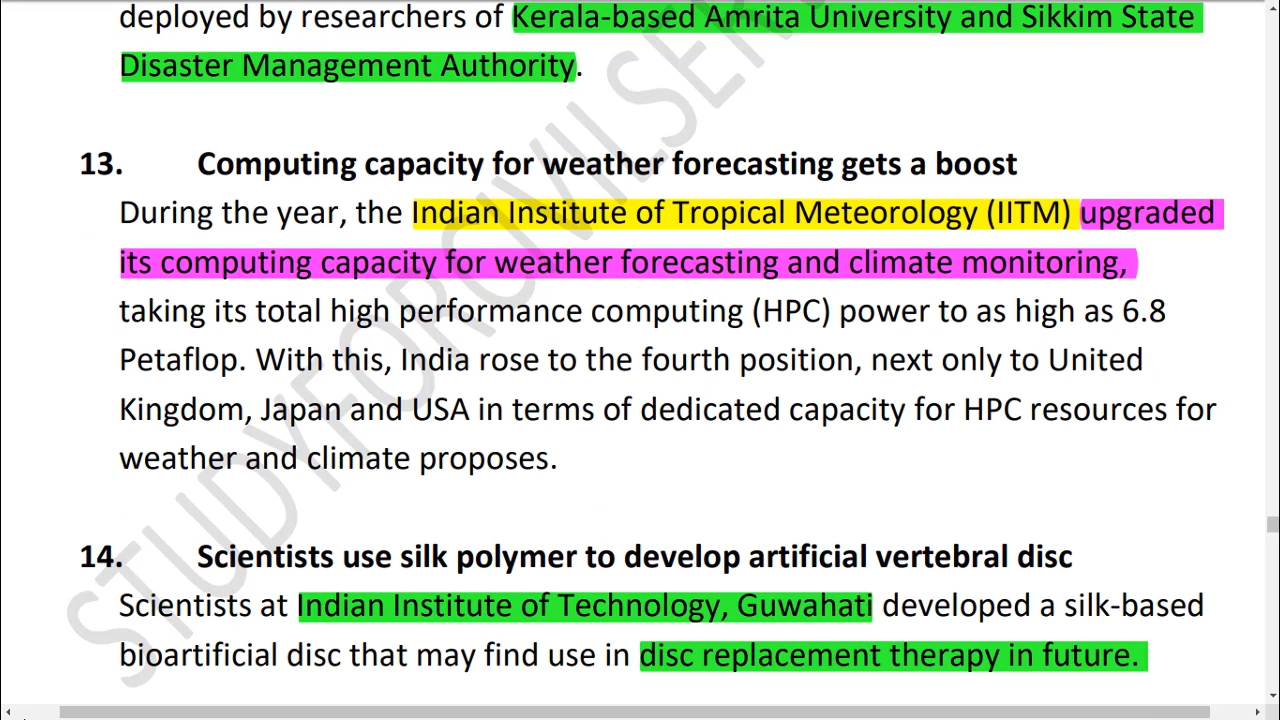 deployed by researchers of Kerala-based Amrita University and Sikkim State
Disaster Management Authority.
13. Computing capacity for weather forecasting gets a boost
During the year, the Indian Institute of Tropical Meteorology (IITM) upgraded
its computing capacity for weather forecasting and climate monitoring,
taking its total high performance computing (HPC) power to as high as 6.8
Petaflop. With this, India rose to the fourth position, next only to United
Kingdom, Japan and USA in terms of dedicated capacity for HPC resources for
weather and climate proposes.
14. Scientists use silk polymer to develop artificial vertebral disc
Scientists at Indian Institute of Technology, Guwahati developed a silk-based
bioartificial disc that may find use in disc replacement therapy in future.
STUDYFOROVILSER